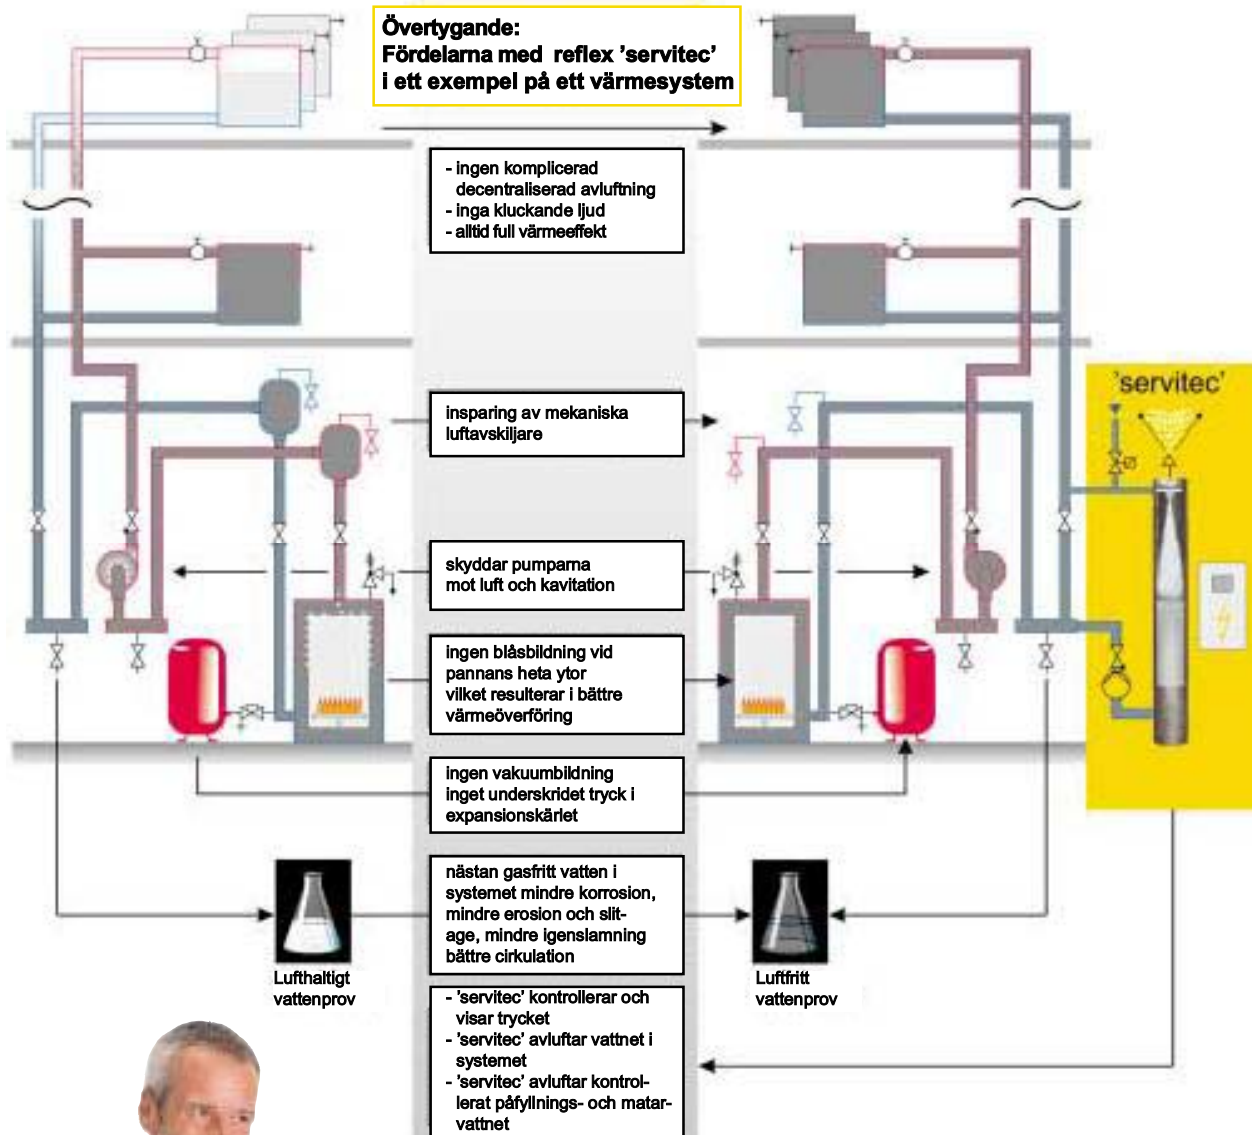 Övertygande:
Fördelarna med reflex 'servitec'
i ett exempel på ett värmesystem
- ingen komplicerad
decentraliserad avluftning
- inga kluckande ljud
- alltid full värmeeffekt
'servitec'
insparing av mekaniska
luftavskiljare
skyddar pumparna
mot luft och kavitation
ingen blåsbildning vid
pannans heta ytor
vilket resulterar i bättre
värmeöverföring
ingen vakuumbildning
inget underskridet tryck i
expansionskärlet
nästan gasfritt vatten i
systemet mindre korrosion,
mindre erosion och slit-
age, mindre igenslamning
bättre cirkulation
Lufthaltigt
vattenprov
Luftfritt
vattenprov
- 'servitec' kontrollerar och
visar trycket
- 'servitec' avluftar vattnet i
systemet
- 'servitec' avluftar kontrol-
lerat påfyllnings- och matar-
vattnet